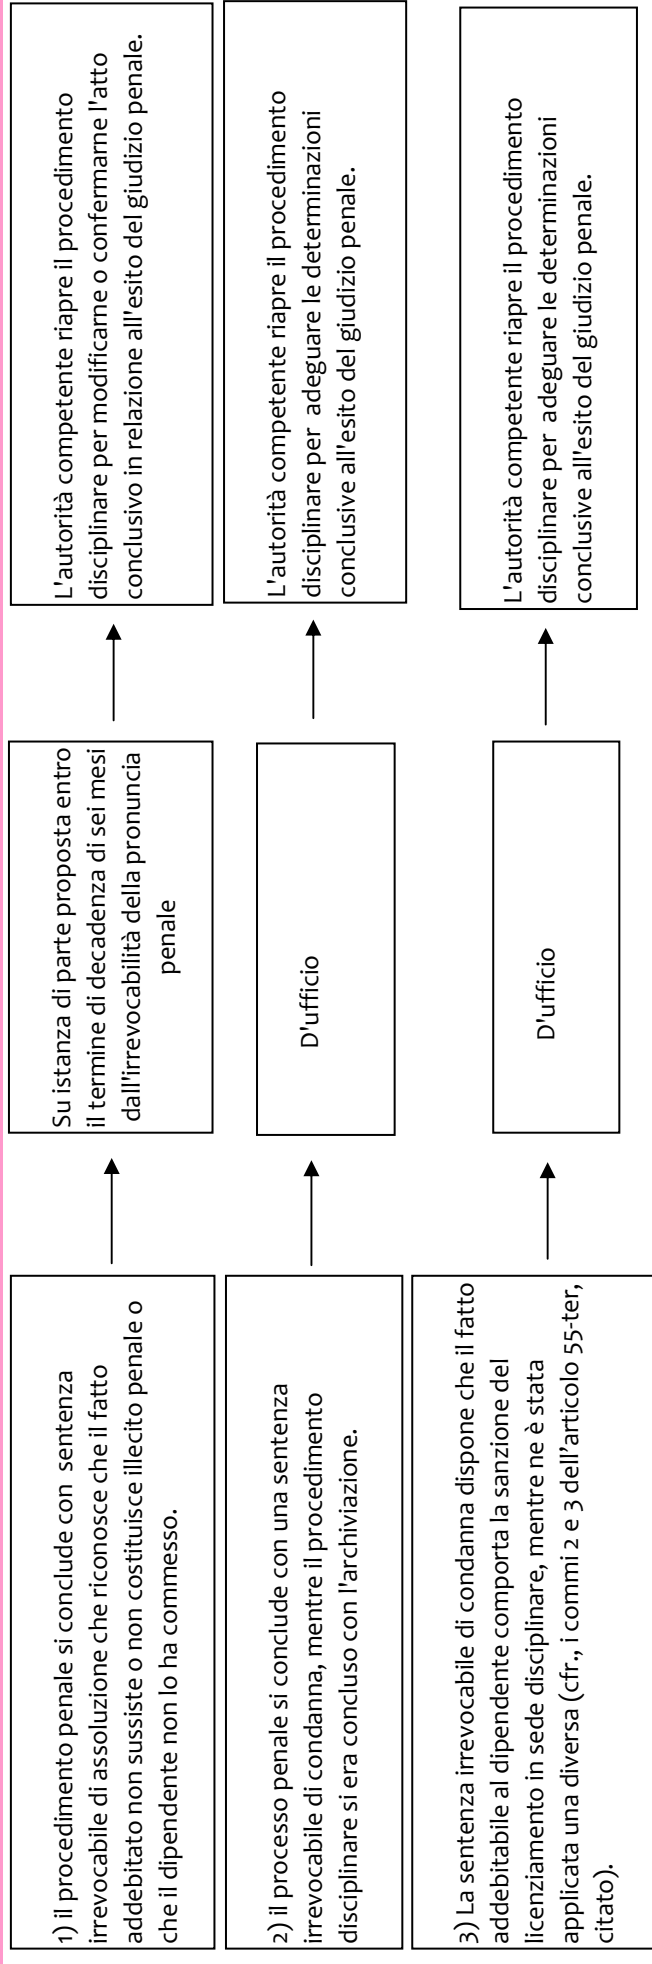 1) il procedimento penale si conclude con sentenza
irrevocabile di assoluzione che riconosce che il fatto
addebitato non sussiste o non costituisce illecito penale o
che il dipendente non lo ha commesso.
Su istanza di parte proposta entro
il termine di decadenza di sei mesi
dall'irrevocabilità della pronuncia
penale
L'autorità competente riapre il procedimento
disciplinare per modificarne o confermarne l'atto
conclusivo in relazione all'esito del giudizio penale.
2) il processo penale si conclude con una sentenza
irrevocabile di condanna, mentre il procedimento
disciplinare si era concluso con l'archiviazione.
D'ufficio
L'autorità competente riapre il procedimento
disciplinare per adeguare le determinazioni
conclusive all'esito del giudizio penale.
3) La sentenza irrevocabile di condanna dispone che il fatto
addebitabile al dipendente comporta la sanzione del
licenziamento in sede disciplinare, mentre ne è stata
applicata una diversa (cfr., i commi 2 e 3 dell'articolo 55-ter,
citato).
D'ufficio
L'autorità competente riapre il procedimento
disciplinare per adeguare le determinazioni
conclusive all'esito del giudizio penale.